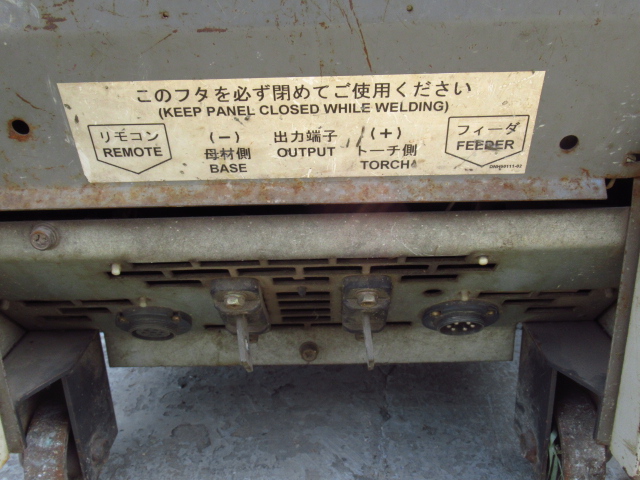 このフタを必ず閉めてご使用ください
(KEEP PANEL CLOSED WHILE WELDING)
リモコン
REMOTE
(−)
母材側
BASE
出力端子
OUTPUT
(+)
トーチ側
TORCH
フィーダ
FEEDER